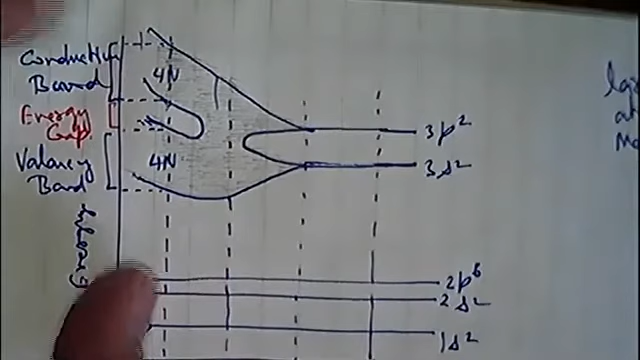 Conduction
Band
4N
Energy
Gap
Valancy
Band
4N
3p²
3s²
2p⁶
2s²
1s²